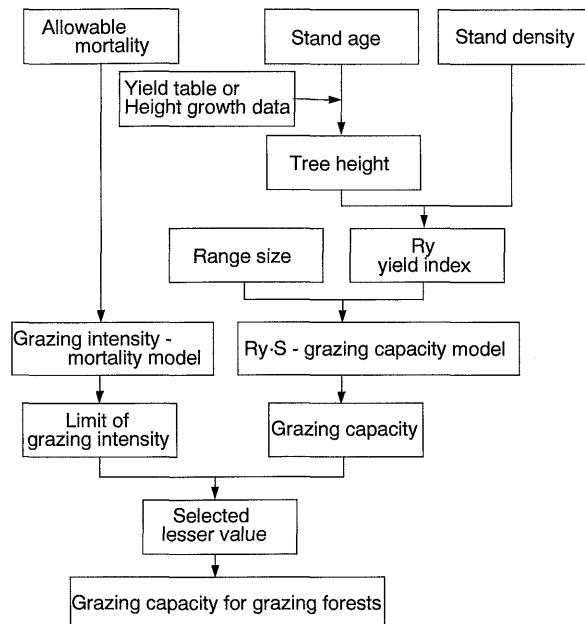 Allowable
mortality
Stand age
Stand density
Yield table or
Height growth data
Tree height
Range size
Ry
yield index
Grazing intensity -
mortality model
Ry·S - grazing capacity model
Limit of
grazing intensity
Grazing capacity
Selected
lesser value
Grazing capacity for grazing forests